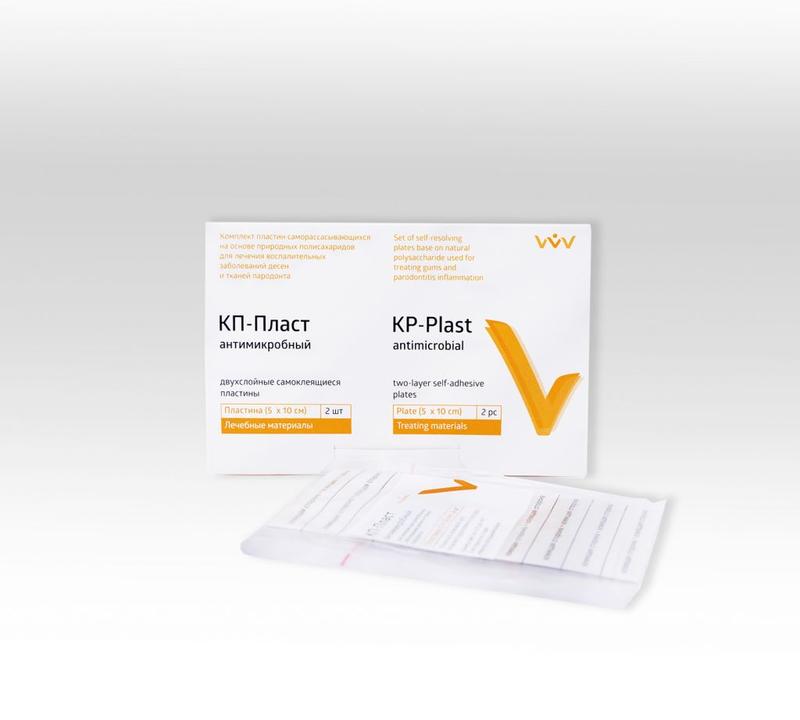 Комплект пластин саморассасывающихся
на основе природных полисахаридов
для лечения воспалительных
заболеваний десен
и тканей пародонта
КП-Пласт
антимикробный
двухслойные самоклеящиеся
пластины
Пластина (5 x 10 см) 2 шт
Лечебные материалы
Set of self-resolving
plates base on natural
polysaccharide used for
treating gums and
parodontitis inflammation
KP-Plast
antimicrobial
two-layer self-adhesive
plates
Plate (5 x 10 cm) 2 pc
Treating materials
VVV
КП-Пласт